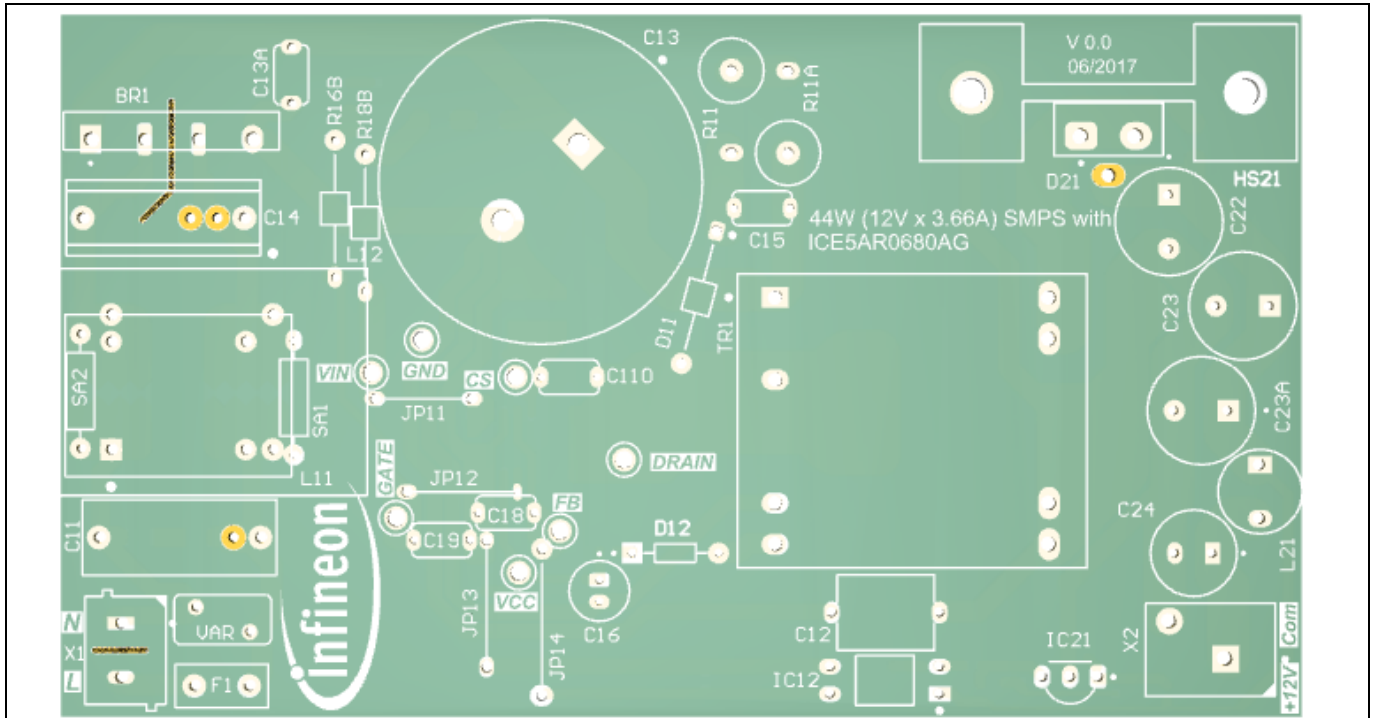 C13
C13A
R11
R11A
V 0.0
06/2017
BR1
R16B
R18B
D21
HS21
C14
L12
C15
44W (12V x 3.66A) SMPS with
ICE5AR0680AG
C22
C23
D11
TR1
SA2
SA1
VIN
GND
CS
C110
JP11
C23A
L11
GATE
JP12
DRAIN
C18
FB
C19
D12
C24
L21
C11
Infineon
VCC
C16
JP13
JP14
N
X1
L
VAR
F1
C12
IC12
IC21
X2
Com
+12V